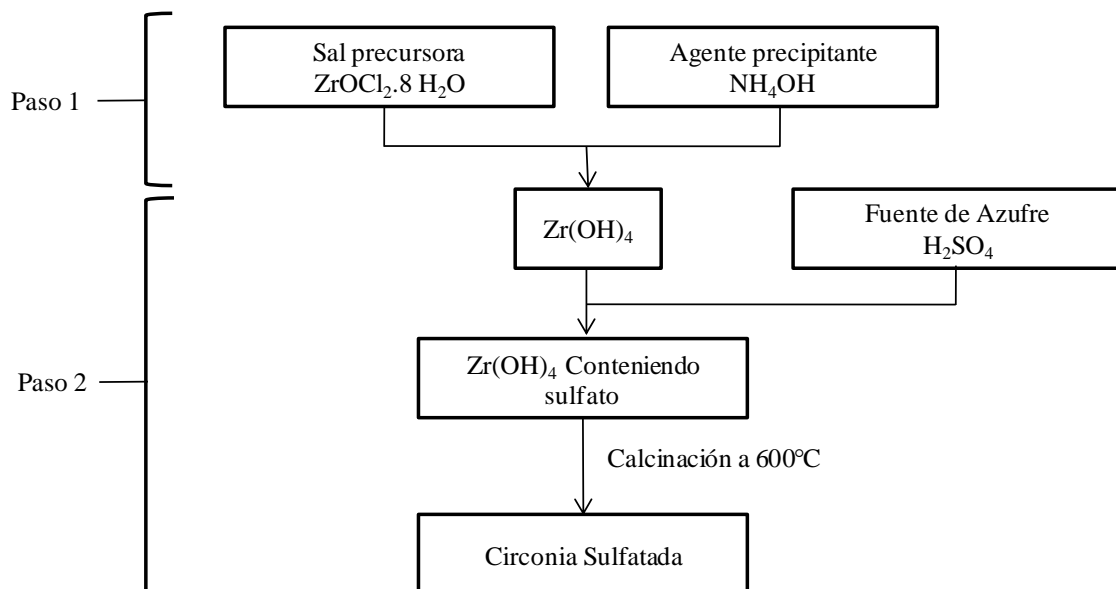 Sal precursora
ZrOCl₂.8 H₂O
Agente precipitante
NH₄OH
Paso 1
Zr(OH)₄
Fuente de Azufre
H₂SO₄
Zr(OH)₄ Conteniendo
sulfato
Paso 2
Calcinación a 600°C
Circonia Sulfatada